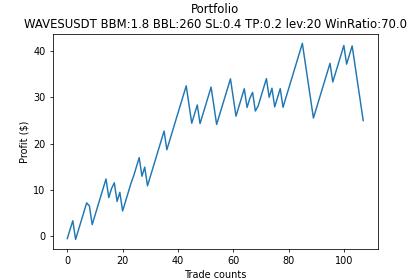 Portfolio
WAVESUSDT BBM:1.8 BBL:260 SL:0.4 TP:0.2 lev:20 WinRatio:70.0
40
30
20
10
0
Profit ($)
0
20
40
60
80
100
Trade counts